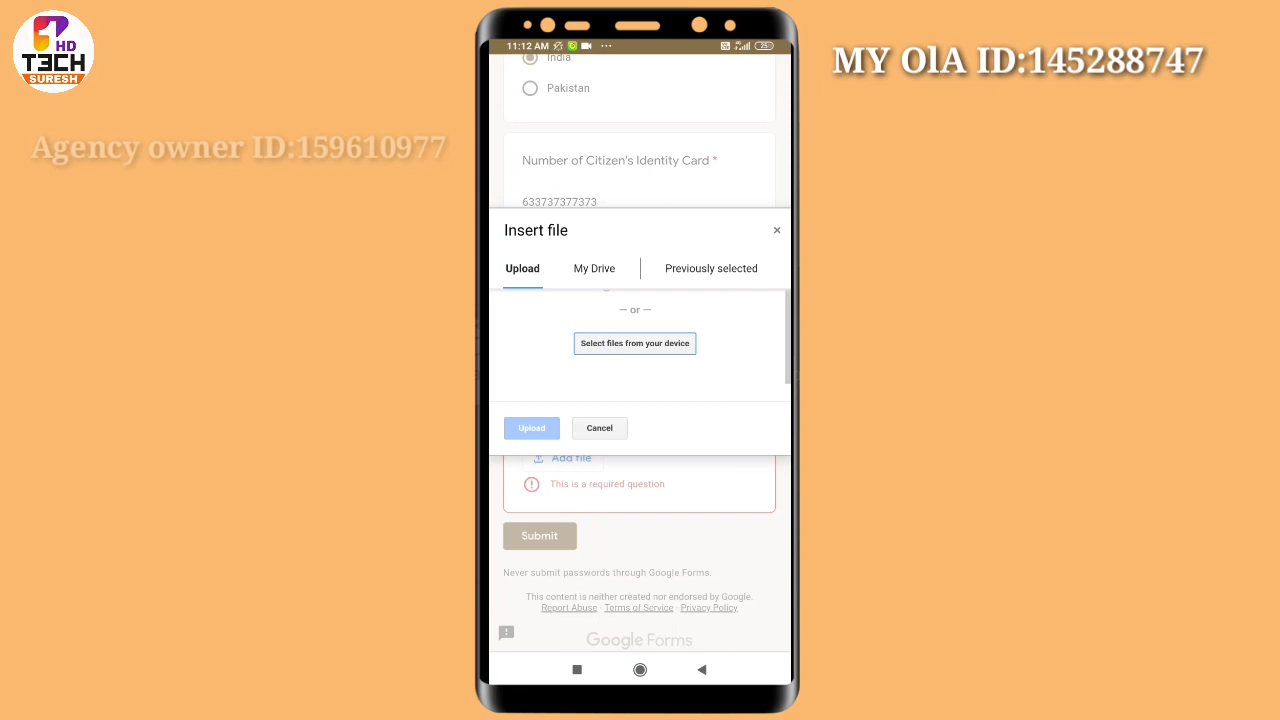 HD
TECH
SURESH
MY OlA ID:145288747
Agency owner ID:159610977
11:12 AM
25
India
Pakistan
Number of Citizen's Identity Card *
633737377373
Insert file
×
Upload
My Drive
Previously selected
— or —
Select files from your device
Upload
Cancel
Add file
This is a required question
Submit
Never submit passwords through Google Forms.
This content is neither created nor endorsed by Google.
Report Abuse · Terms of Service · Privacy Policy
Google Forms